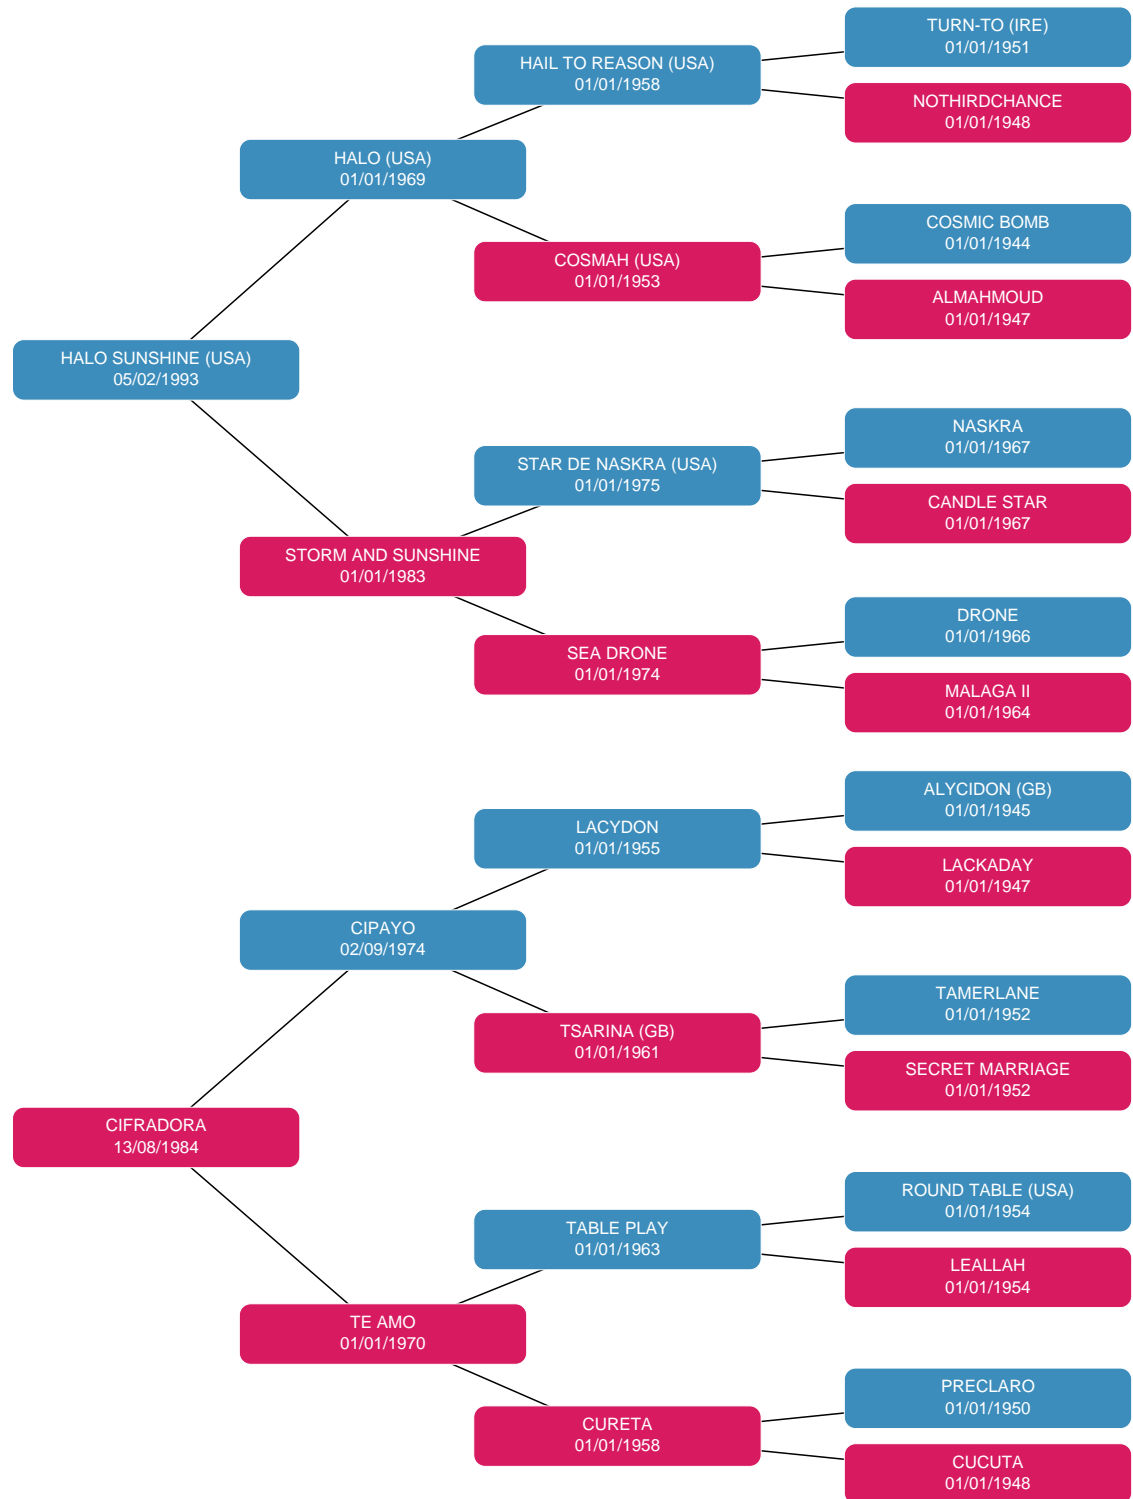 TURN-TO (IRE)
01/01/1951
HAIL TO REASON (USA)
01/01/1958
NOTHIRDCHANCE
01/01/1948
HALO (USA)
01/01/1969
COSMIC BOMB
01/01/1944
COSMAH (USA)
01/01/1953
ALMAHMOUD
01/01/1947
HALO SUNSHINE (USA)
05/02/1993
NASKRA
01/01/1967
STAR DE NASKRA (USA)
01/01/1975
CANDLE STAR
01/01/1967
STORM AND SUNSHINE
01/01/1983
DRONE
01/01/1966
SEA DRONE
01/01/1974
MALAGA II
01/01/1964
ALYCIDON (GB)
01/01/1945
LACYDON
01/01/1955
LACKADAY
01/01/1947
CIPAYO
02/09/1974
TAMERLANE
01/01/1952
TSARINA (GB)
01/01/1961
SECRET MARRIAGE
01/01/1952
CIFRADORA
13/08/1984
ROUND TABLE (USA)
01/01/1954
TABLE PLAY
01/01/1963
LEALLAH
01/01/1954
TE AMO
01/01/1970
PRECLARO
01/01/1950
CURETA
01/01/1958
CUCUTA
01/01/1948